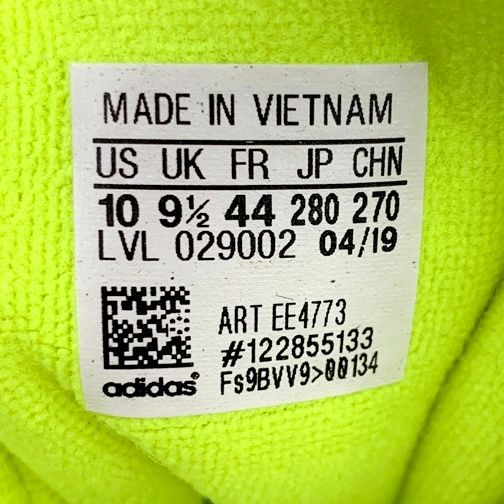 MADE IN VIETNAM
US UK FR JP CHN
10 9½ 44 280 270
LVL 029002 04/19
ART EE4773
#122855133
Fs9BVV9>00134
adidas